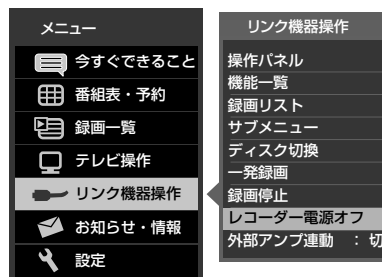 メニュー
今すぐできること
番組表・予約
録画一覧
テレビ操作
リンク機器操作
お知らせ・情報
設定
リンク機器操作
操作パネル
機能一覧
録画リスト
サブメニュー
ディスク切換
一発録画
録画停止
レコーダー電源オフ
外部アンプ連動 : 切